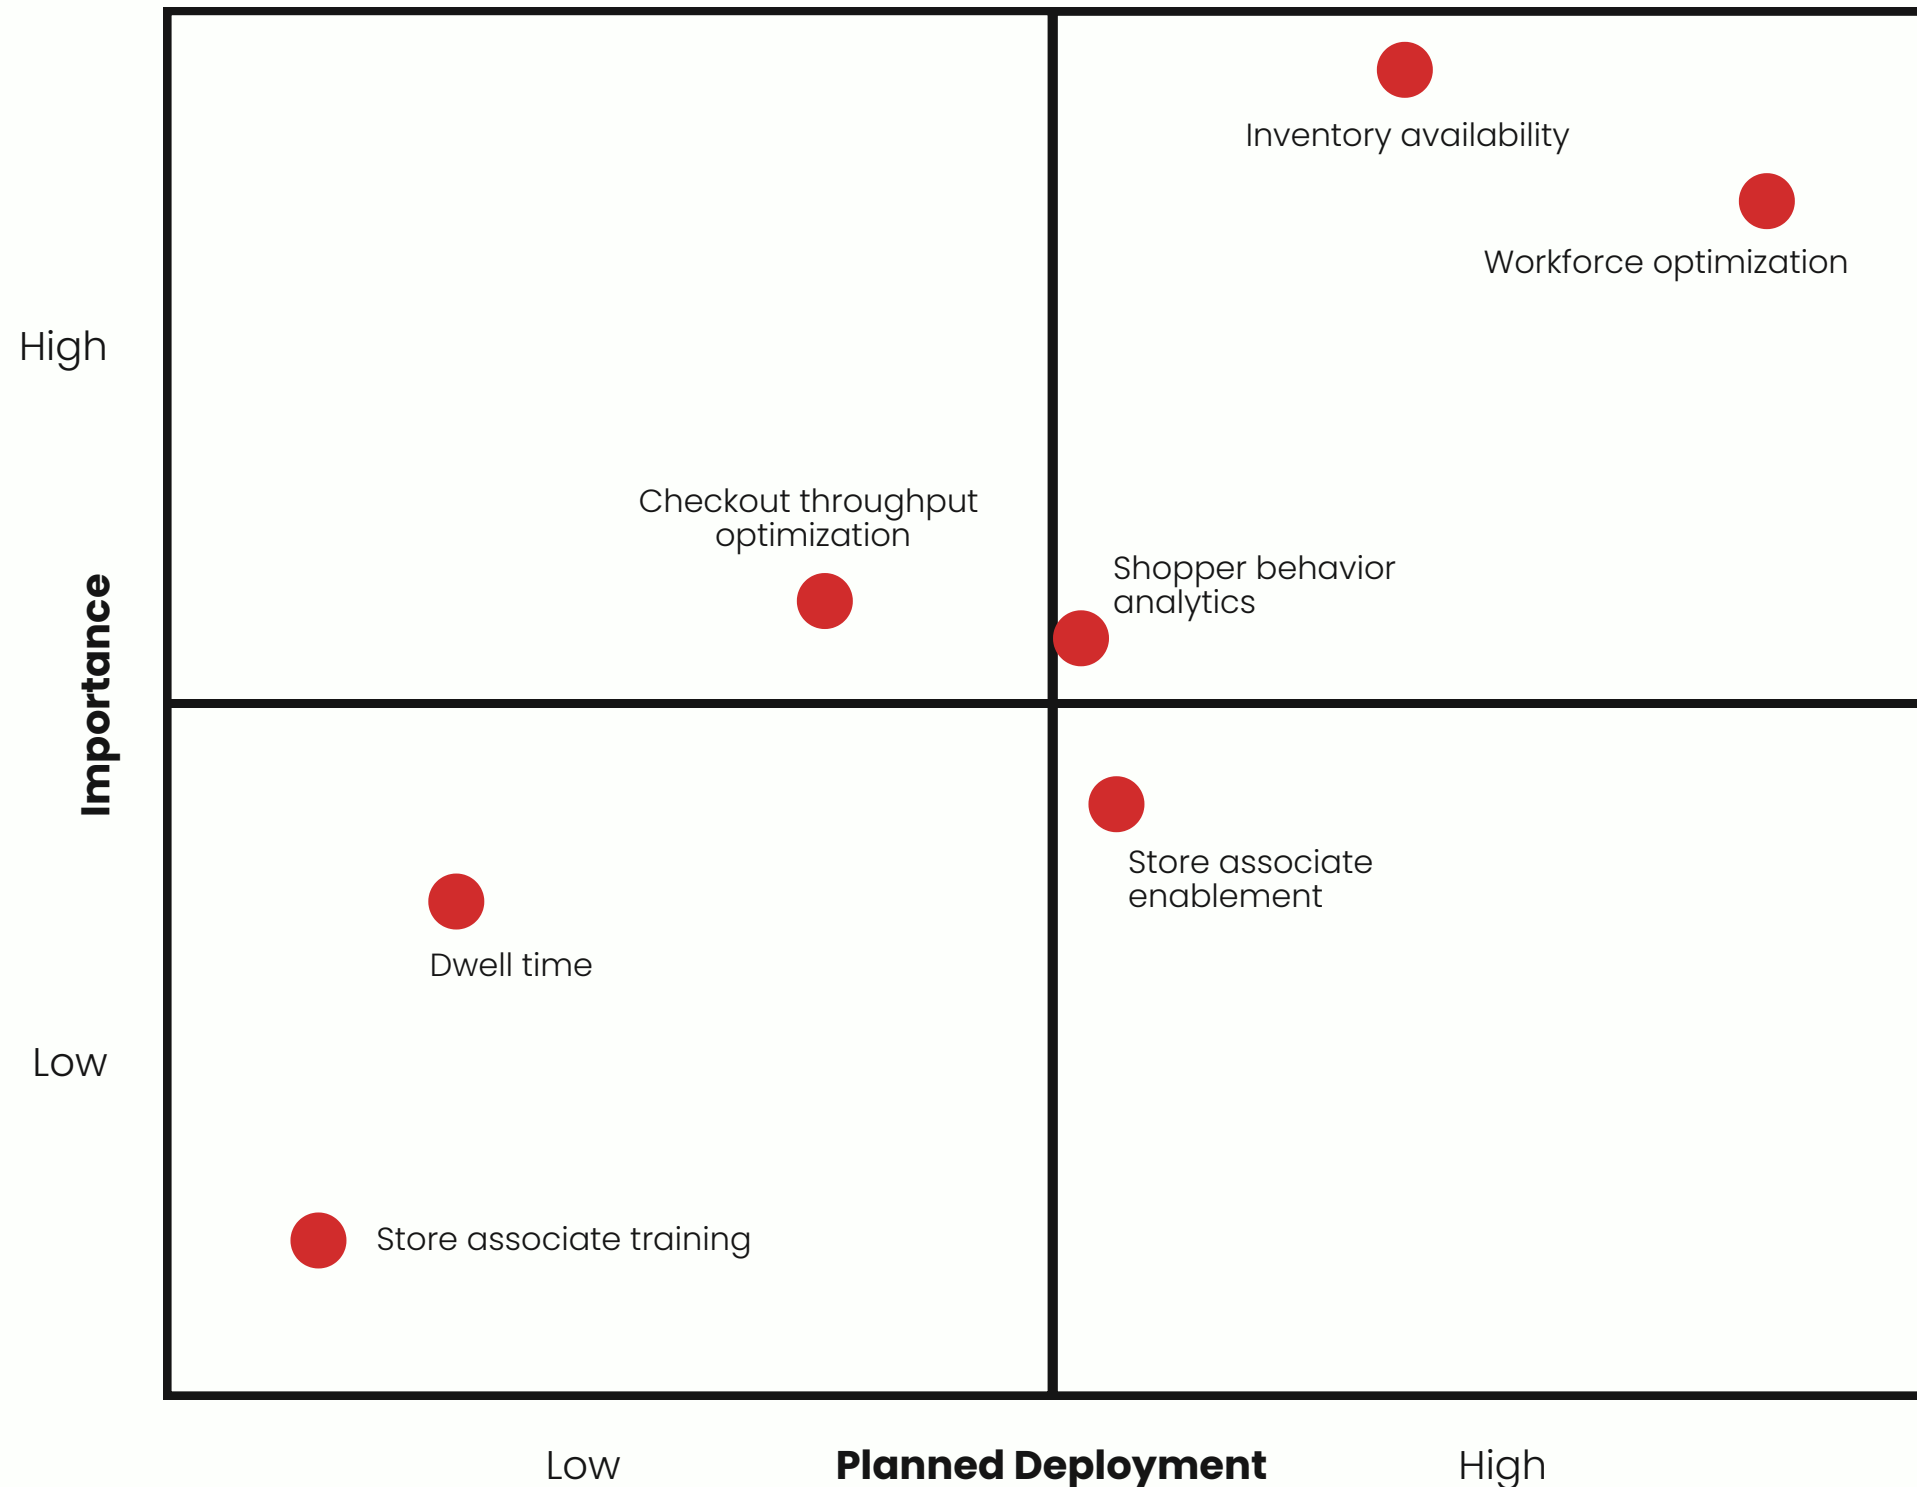 Inventory availability
Workforce optimization
High
Checkout throughput
optimization
Shopper behavior
analytics
Importance
Store associate
enablement
Dwell time
Low
Store associate training
Low
Planned Deployment
High